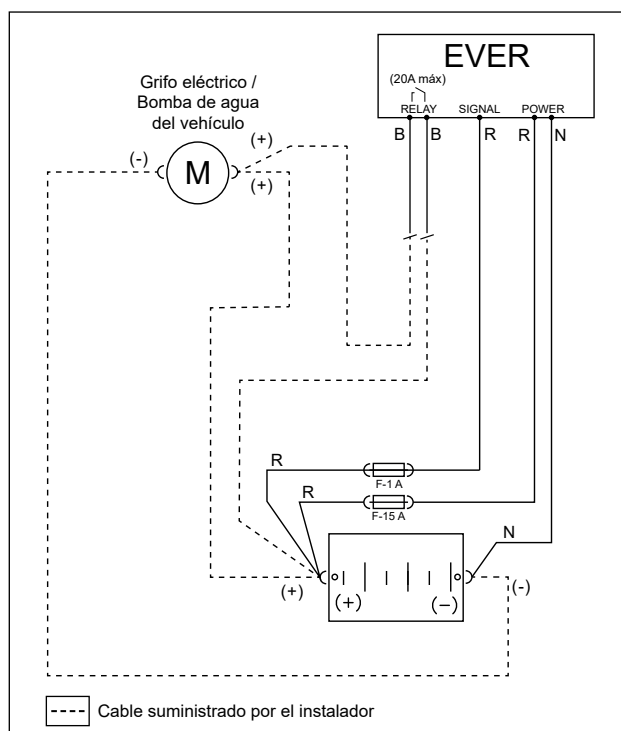 EVER
(20A máx)
RELAY SIGNAL POWER
B B R R N
Grifo eléctrico /
Bomba de agua
del vehículo
(+)
(-) M (+)
R
F-1 A
R
F-15 A
N
(+) (+) (−) (-)
Cable suministrado por el instalador